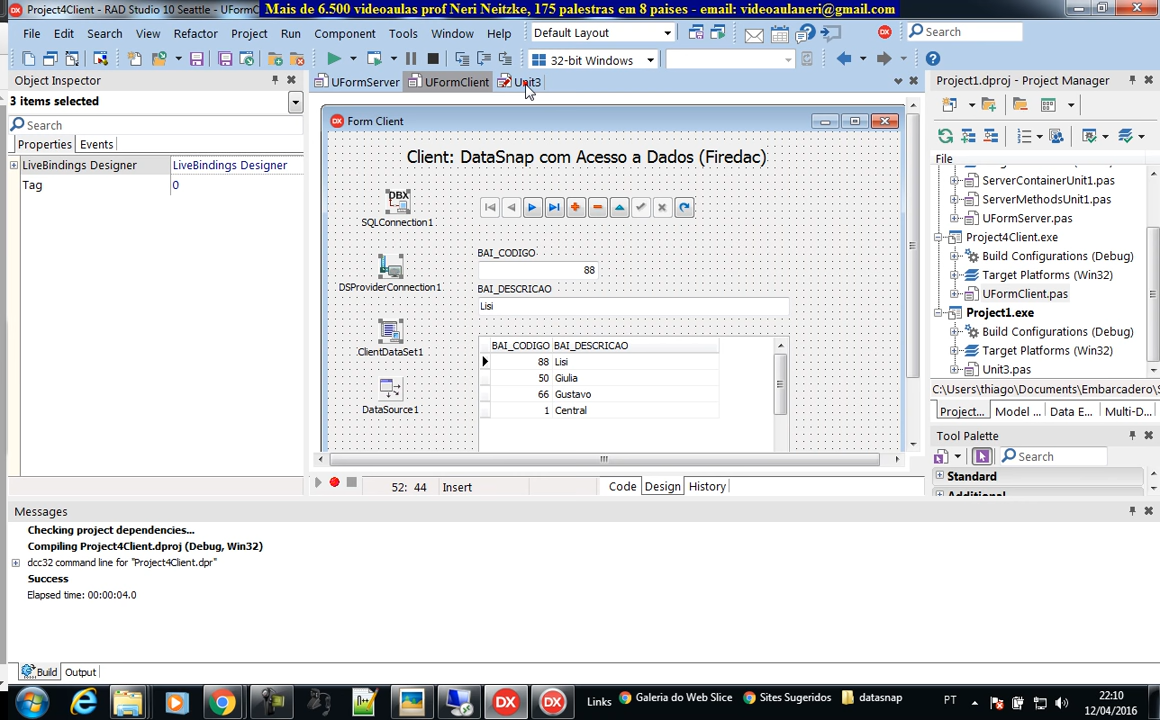 Project4Client - RAD Studio 10 Seattle - UFormC
Mais de 6.500 videoaulas prof Neri Neitzke, 175 palestras em 8 paises - email: videoaulaneri@gmail.com
File Edit Search View Refactor Project Run Component Tools Window Help
Default Layout
Search
32-bit Windows
Object Inspector
UFormServer UFormClient Unit3
Project1.dproj - Project Manager
3 items selected
Search
Properties Events
LiveBindings Designer LiveBindings Designer
Tag 0
Form Client
Client: DataSnap com Acesso a Dados (Firedac)
DBX
SQLConnection1
DSProviderConnection1
ClientDataSet1
DataSource1
BAI_CODIGO
88
BAI_DESCRICAO
Lisi
BAI_CODIGO BAI_DESCRICAO
88 Lisi
50 Giulia
66 Gustavo
1 Central
52: 44 Insert
Code Design History
File
Target Platforms (Win32)
ServerContainerUnit1.pas
ServerMethodsUnit1.pas
UFormServer.pas
Project4Client.exe
Build Configurations (Debug)
Target Platforms (Win32)
UFormClient.pas
Project1.exe
Build Configurations (Debug)
Target Platforms (Win32)
Unit3.pas
C:\Users\thiago\Documents\Embarcadero\S
Project... Model ... Data E... Multi-D...
Tool Palette
Search
Standard
Additional
Messages
Checking project dependencies...
Compiling Project4Client.dproj (Debug, Win32)
dcc32 command line for "Project4Client.dpr"
Success
Elapsed time: 00:00:04.0
Build Output
Links Galeria do Web Slice Sites Sugeridos datasnap
PT
22:10
12/04/2016